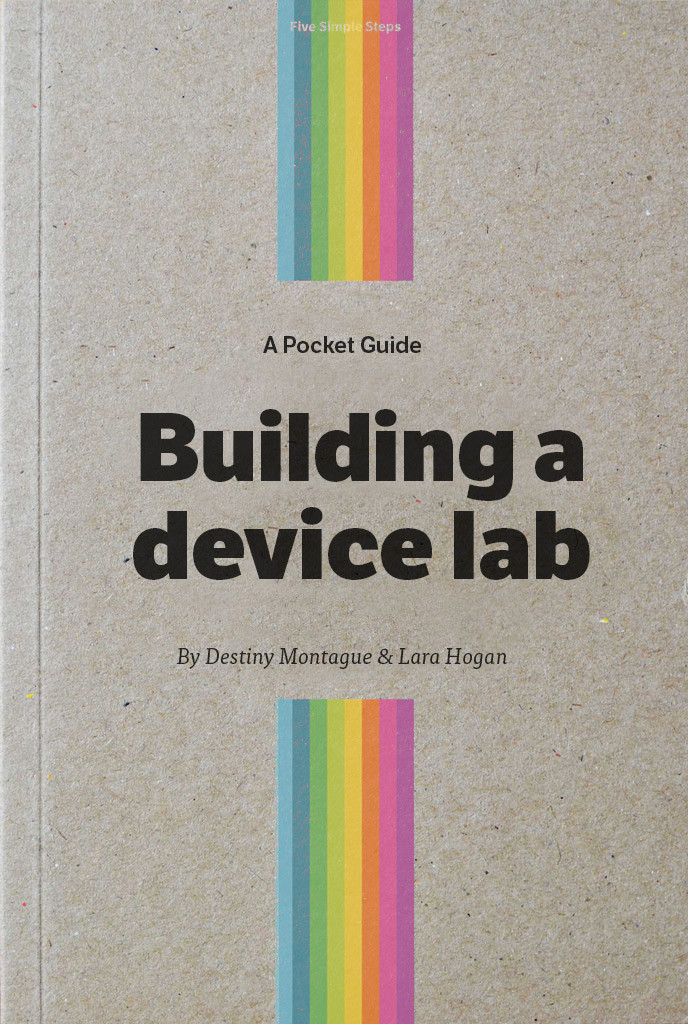 Five Simple Steps
A Pocket Guide
Building a
device lab
By Destiny Montague & Lara Hogan